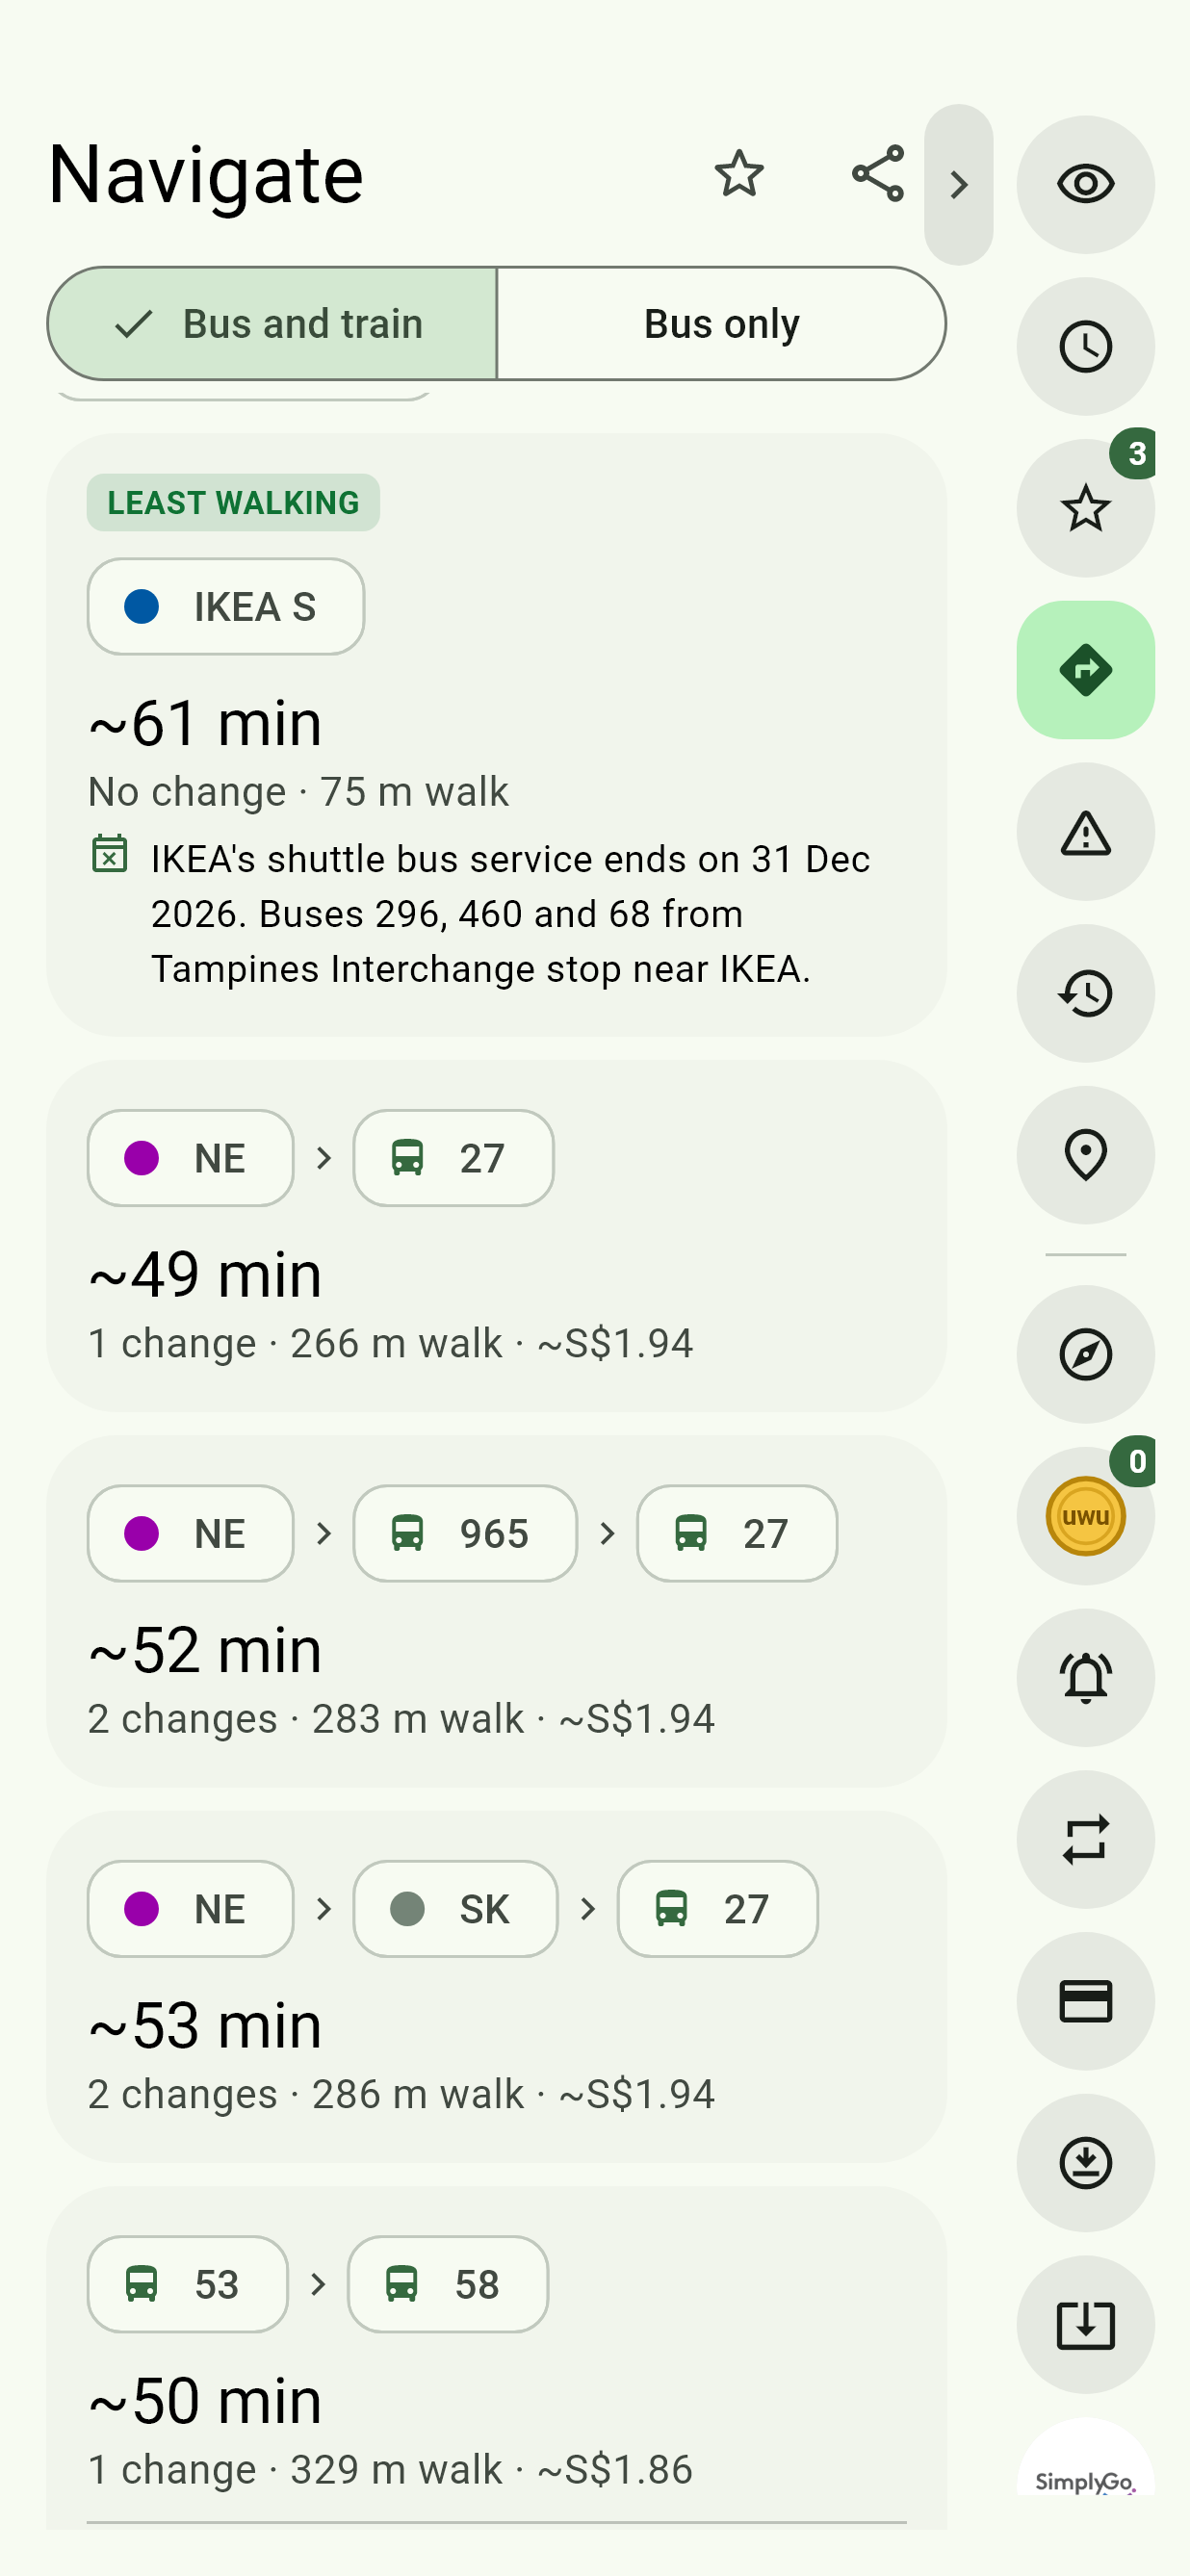 Navigate
Bus and train
Bus only
3
LEAST WALKING
IKEA S
~61 min
No change · 75 m walk
IKEA's shuttle bus service ends on 31 Dec
2026. Buses 296, 460 and 68 from
Tampines Interchange stop near IKEA.
NE
27
~49 min
1 change · 266 m walk · ~S$1.94
0
uwu
NE
965
27
~52 min
2 changes · 283 m walk · ~S$1.94
NE
SK
27
~53 min
2 changes · 286 m walk · ~S$1.94
53
58
~50 min
1 change · 329 m walk · ~S$1.86
SimplyGo